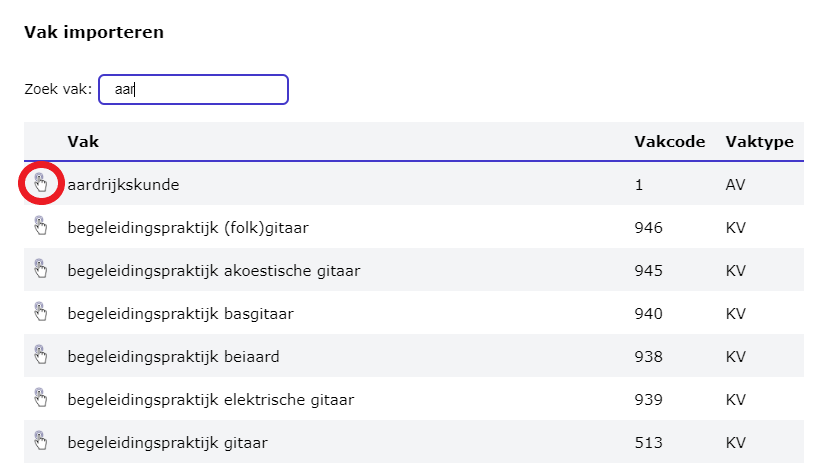 Vak importeren
Zoek vak: aar
Vak Vakcode Vaktype
aardrijkskunde 1 AV
begeleidingspraktijk (folk)gitaar 946 KV
begeleidingspraktijk akoestische gitaar 945 KV
begeleidingspraktijk basgitaar 940 KV
begeleidingspraktijk beiaard 938 KV
begeleidingspraktijk elektrische gitaar 939 KV
begeleidingspraktijk gitaar 513 KV